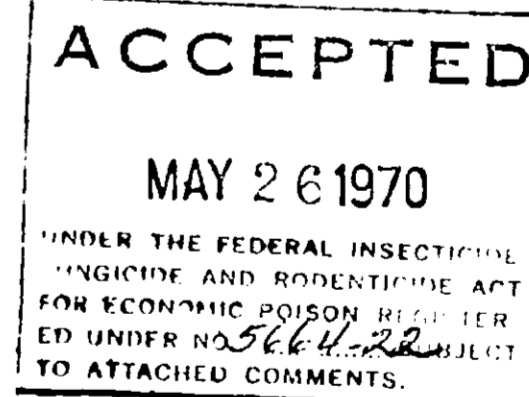 ACCEPTED
MAY 26 1970
UNDER THE FEDERAL INSECTICIDE
FUNGICIDE AND RODENTICIDE ACT
FOR ECONOMIC POISON REGISTER
ED UNDER NO 5664-22 SUBJECT
TO ATTACHED COMMENTS.